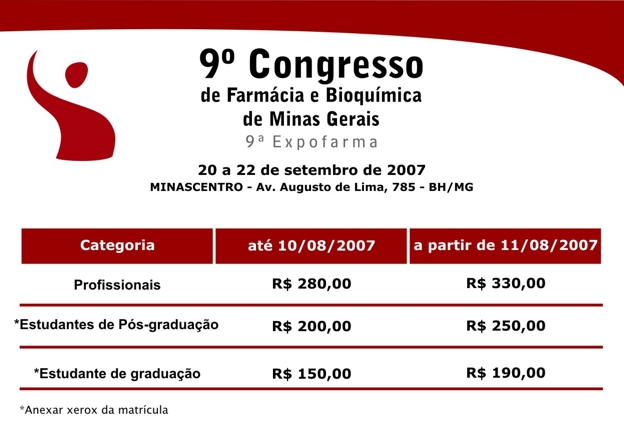 9º Congresso
de Farmácia e Bioquímica
de Minas Gerais
9ª Expofarma
20 a 22 de setembro de 2007
MINASCENTRO - Av. Augusto de Lima, 785 - BH/MG
Categoria até 10/08/2007 a partir de 11/08/2007
Profissionais R$ 280,00 R$ 330,00
*Estudantes de Pós-graduação R$ 200,00 R$ 250,00
*Estudante de graduação R$ 150,00 R$ 190,00
*Anexar xerox da matrícula